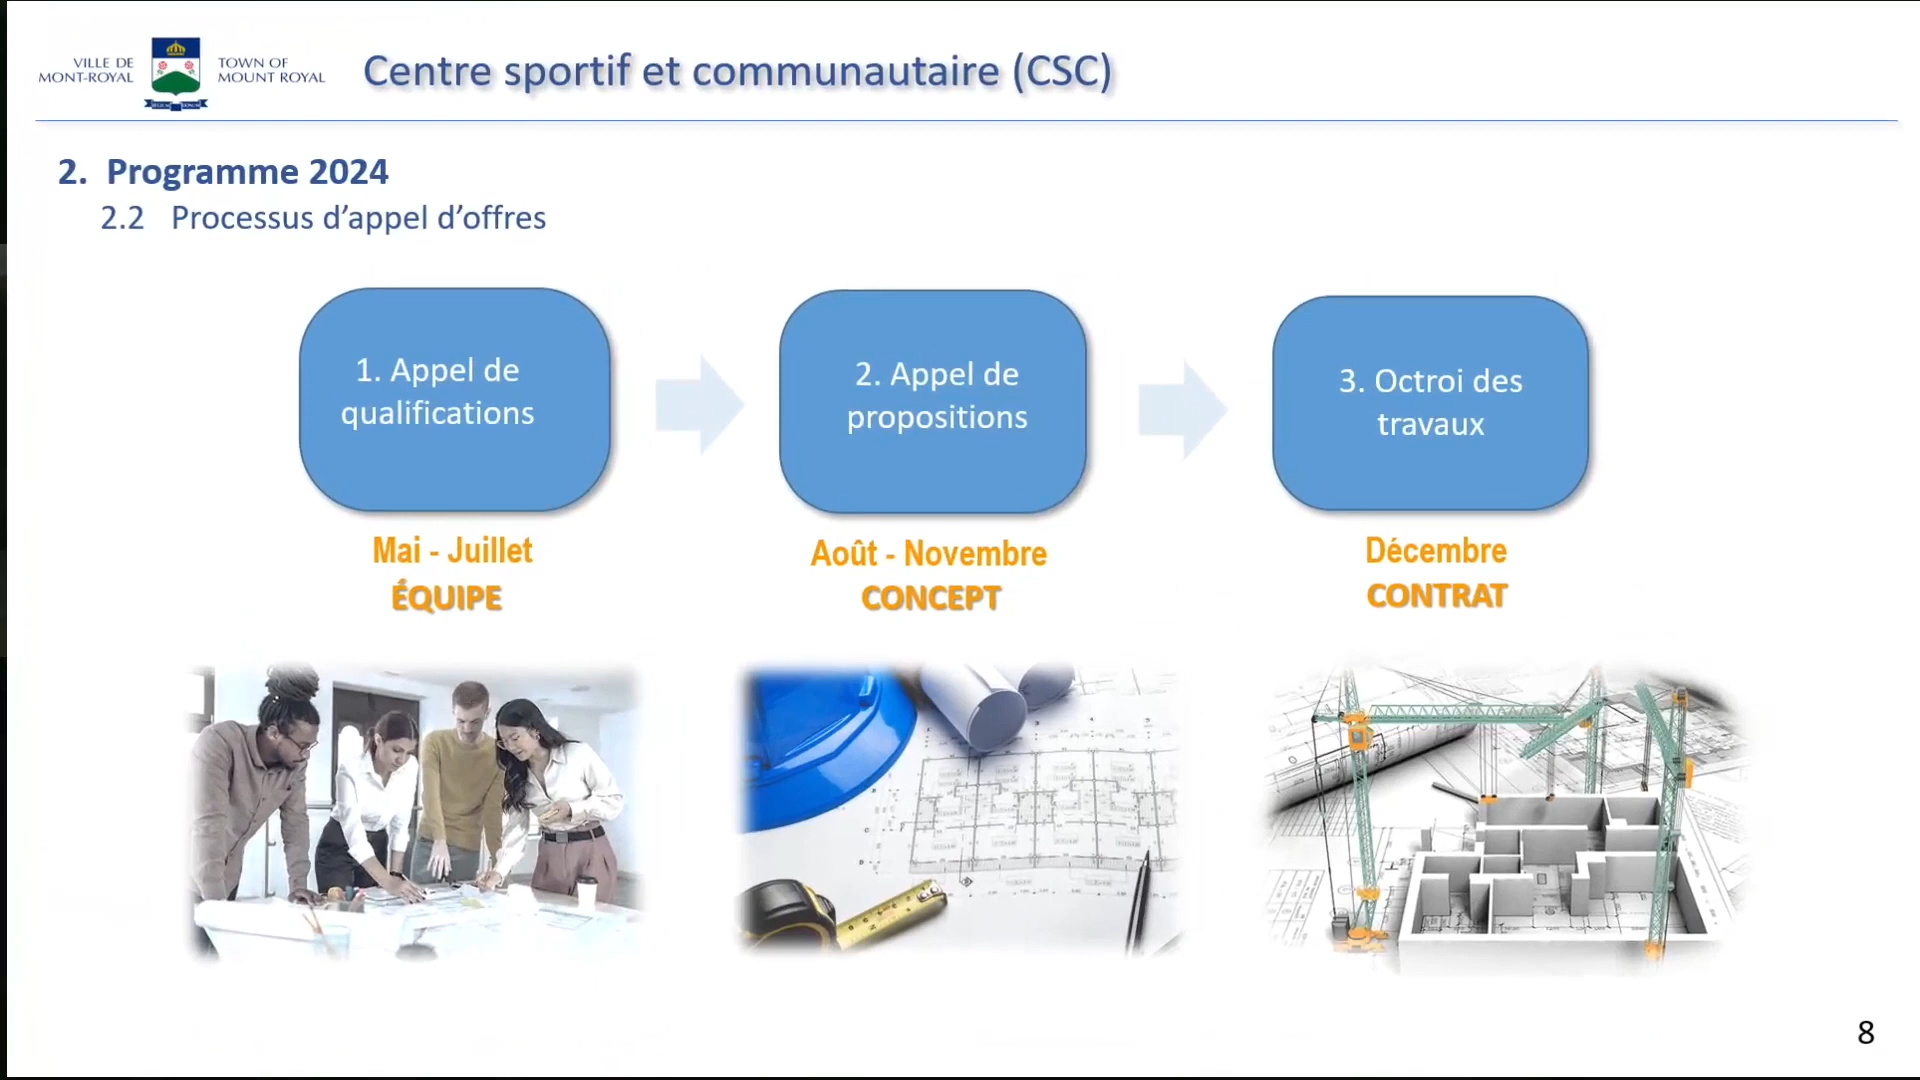 VILLE DE
MONT-ROYAL
TOWN OF
MOUNT ROYAL
Centre sportif et communautaire (CSC)
2. Programme 2024
2.2 Processus d’appel d’offres
1. Appel de
qualifications
2. Appel de
propositions
3. Octroi des
travaux
Mai - Juillet
ÉQUIPE
Août - Novembre
CONCEPT
Décembre
CONTRAT
8